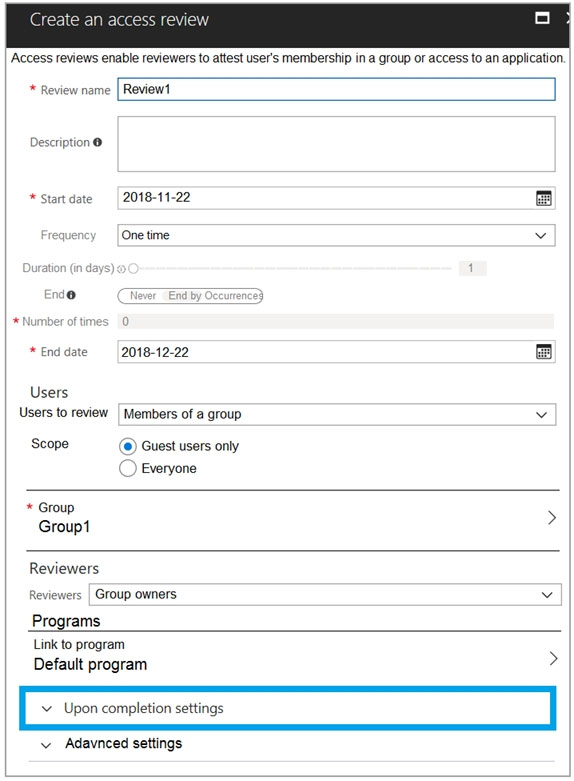 Create an access review
Access reviews enable reviewers to attest user's membership in a group or access to an application.
* Review name Review1
Description
* Start date 2018-11-22
Frequency One time
Duration (in days) 1
End Never End by Occurrences
* Number of times 0
* End date 2018-12-22
Users
Users to review Members of a group
Scope Guest users only
Everyone
* Group
Group1
Reviewers
Reviewers Group owners
Programs
Link to program
Default program
Upon completion settings
Adavnced settings